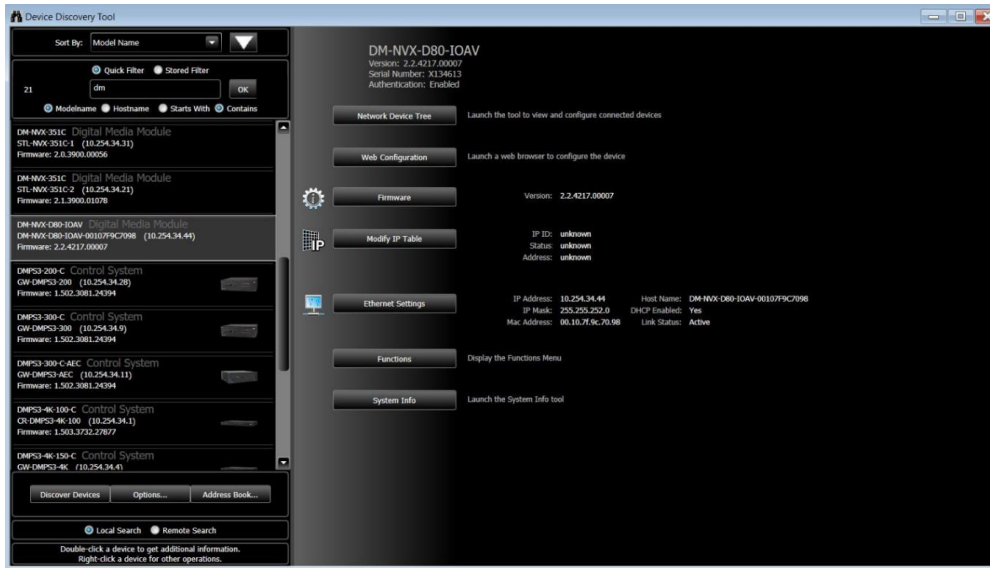 Device Discovery Tool
Sort By: Model Name
Quick Filter Stored Filter
21 dm OK
Modelname Hostname Starts With Contains
DM-NVX-351C Digital Media Module
STL-NVX-351C-1 (10.254.34.31)
Firmware: 2.0.3900.00056
DM-NVX-351C Digital Media Module
STL-NVX-351C-2 (10.254.34.21)
Firmware: 2.1.3900.01078
DM-NVX-D80-IOAV Digital Media Module
DM-NVX-D80-IOAV-00107F9C7098 (10.254.34.44)
Firmware: 2.2.4217.00007
DMPS3-200-C Control System
GW-DMPS3-200 (10.254.34.28)
Firmware: 1.502.3081.24394
DMPS3-300-C Control System
GW-DMPS3-300 (10.254.34.9)
Firmware: 1.502.3081.24394
DMPS3-300-C-AEC Control System
GW-DMPS3-AEC (10.254.34.11)
Firmware: 1.502.3081.24394
DMPS3-4K-100-C Control System
CR-DMPS3-4K-100 (10.254.34.1)
Firmware: 1.503.3732.27877
DMPS3-4K-150-C Control System
GW-DMPS3-4K (10.254.34.4)
Discover Devices Options... Address Book...
Local Search Remote Search
Double-click a device to get additional information.
Right-click a device for other operations.
DM-NVX-D80-IOAV
Version: 2.2.4217.00007
Serial Number: X134613
Authentication: Enabled
Network Device Tree Launch the tool to view and configure connected devices
Web Configuration Launch a web browser to configure the device
Firmware Version: 2.2.4217.00007
IP Modify IP Table IP ID: unknown
Status: unknown
Address: unknown
Ethernet Settings IP Address: 10.254.34.44 Host Name: DM-NVX-D80-IOAV-00107F9C7098
IP Mask: 255.255.252.0 DHCP Enabled: Yes
Mac Address: 00.10.7f.9c.70.98 Link Status: Active
Functions Display the Functions Menu
System Info Launch the System Info tool